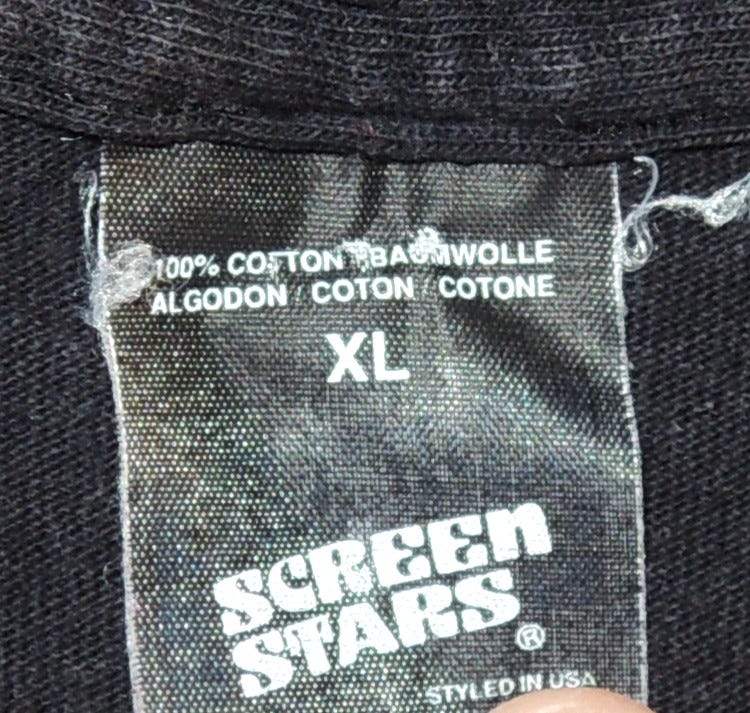 100% COTTON / BAUMWOLLE
ALGODON / COTON / COTONE
XL
SCREEN
STARS
®
STYLED IN USA